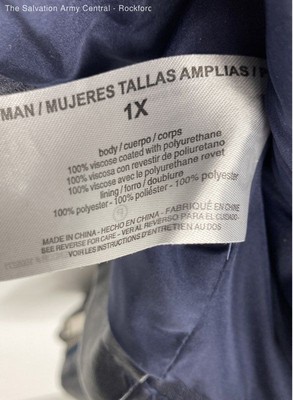 The Salvation Army Central - Rockford
MAN / MUJERES TALLAS AMPLIAS /
1X
body / cuerpo / corps
100% viscose coated with polyurethane
100% viscosa con revestir de poliuretano
100% viscose avec le polyurethane revet
lining / forro / doublure
100% polyester - 100% poliéster - 100% polyester
MADE IN CHINA - HECHO EN CHINA - FABRIQUÉ EN CHINE
SEE REVERSE FOR CARE - VER AL REVERSO PARA EL CUIDADO-
VOIR LES INSTRUCTIONS D'ENTRETIEN AU DOS